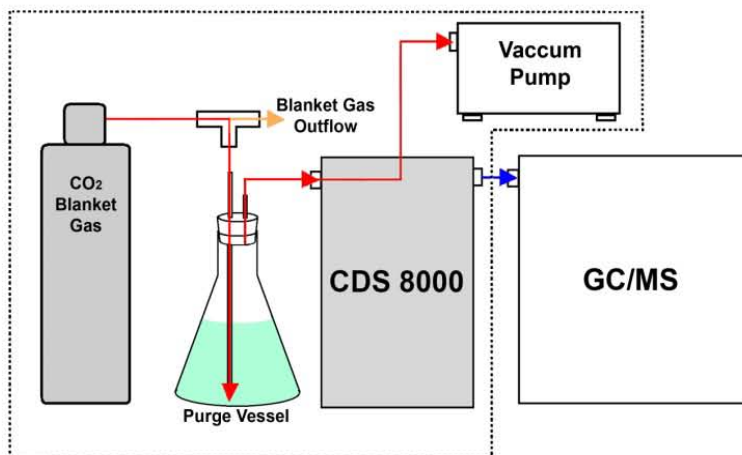 Vaccum
Pump
Blanket Gas
Outflow
CO₂
Blanket
Gas
CDS 8000
GC/MS
Purge Vessel